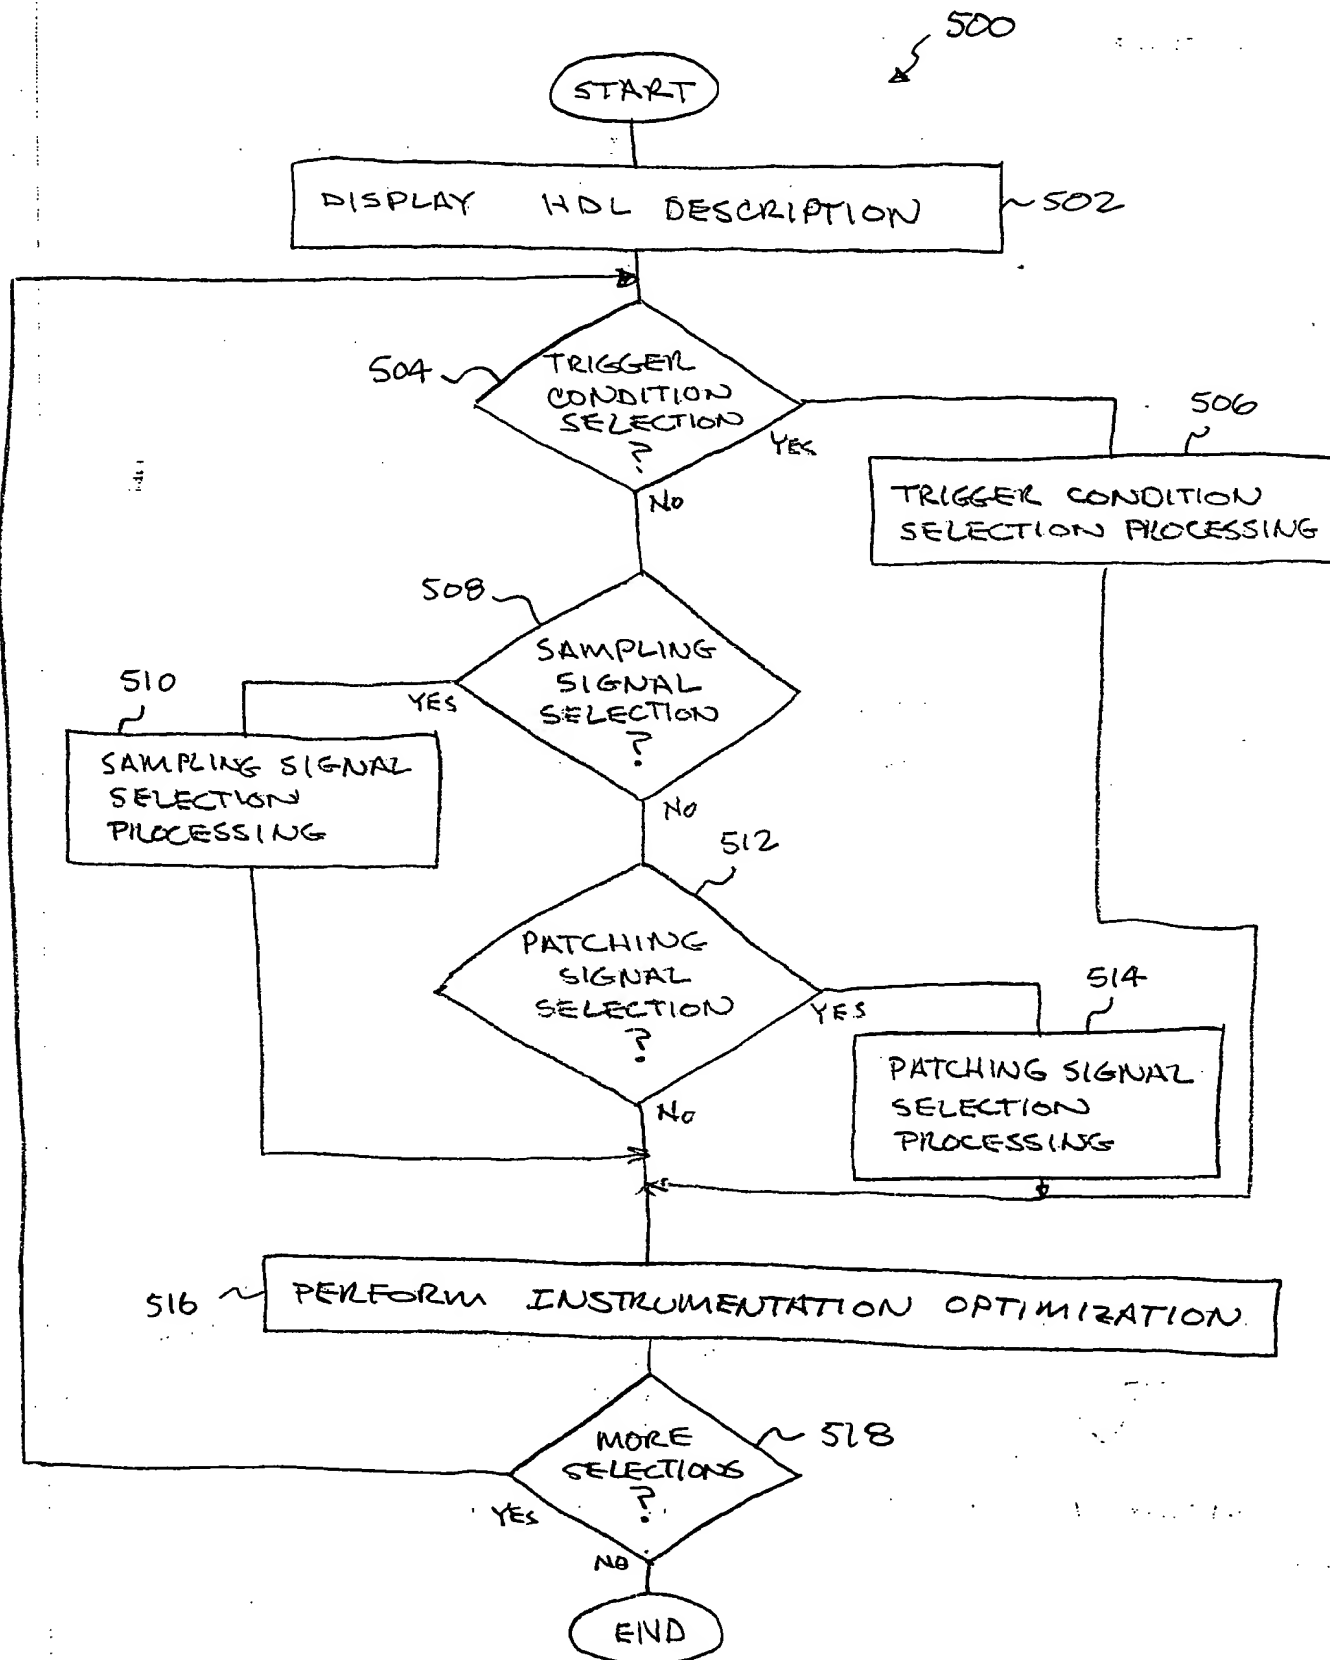 500
START
DISPLAY HDL DESCRIPTION
502
504
TRIGGER
CONDITION
SELECTION
?
YES
NO
506
TRIGGER CONDITION
SELECTION PROCESSING
508
SAMPLING
SIGNAL
SELECTION
?
YES
NO
510
SAMPLING SIGNAL
SELECTION
PROCESSING
512
PATCHING
SIGNAL
SELECTION
?
YES
NO
514
PATCHING SIGNAL
SELECTION
PROCESSING
516
PERFORM INSTRUMENTATION OPTIMIZATION
518
MORE
SELECTIONS
?
YES
NO
END